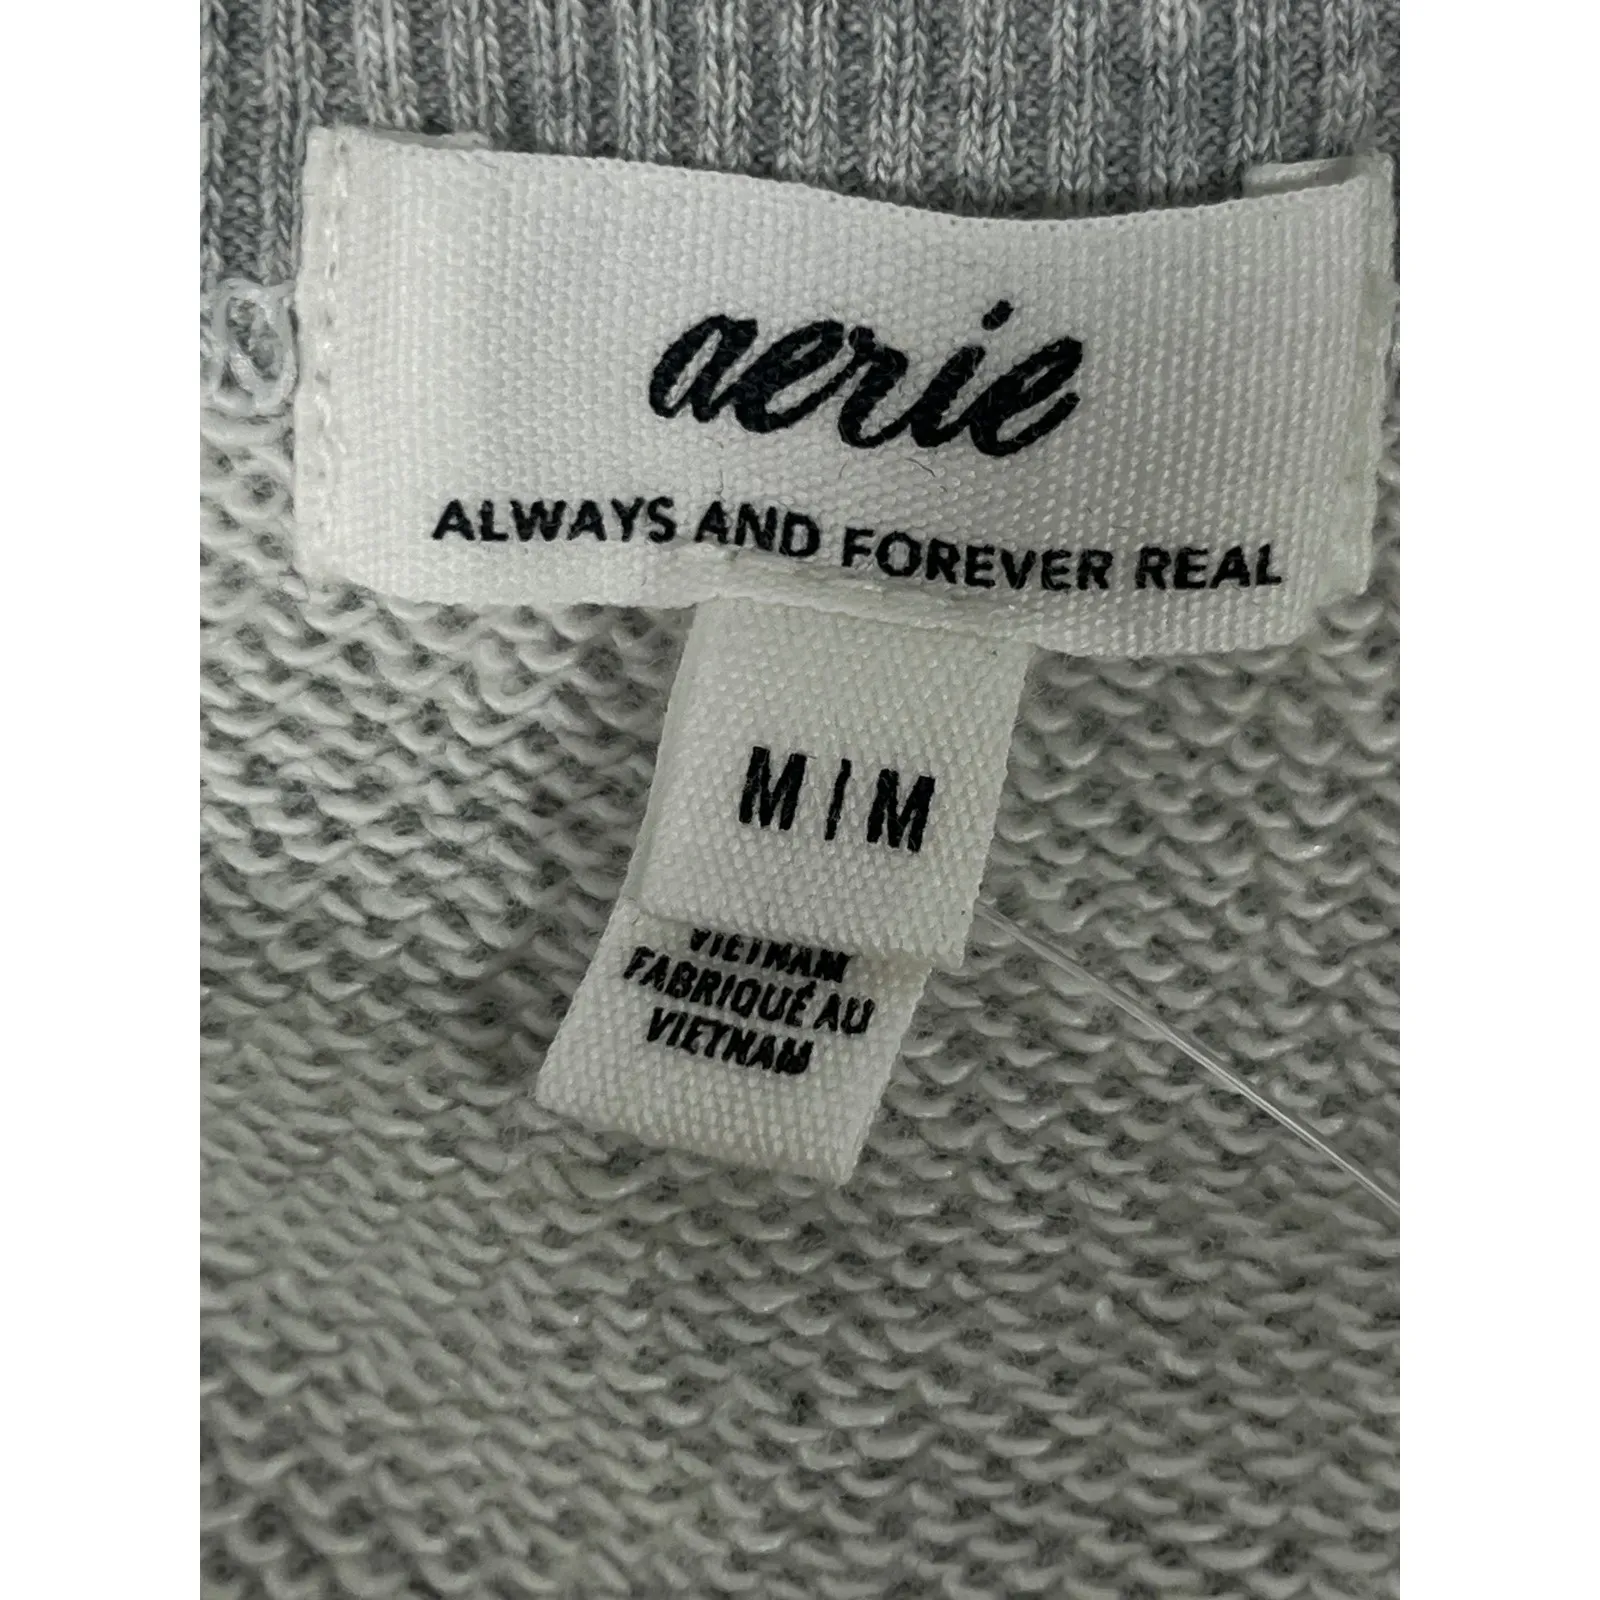 aerie
ALWAYS AND FOREVER REAL
M | M
VIETNAM
FABRIQUÉ AU
VIETNAM